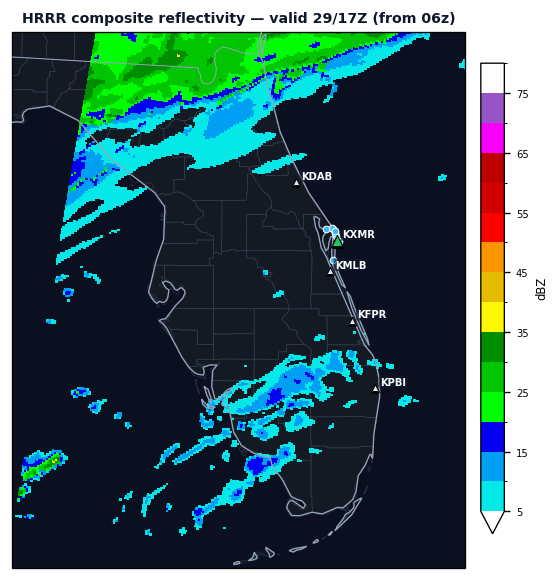 HRRR composite reflectivity — valid 29/17Z (from 06z)
75
65
KDAB
55
KXMR
45
dBZ
KMLB
KFPR
35
KPBI
25
15
5